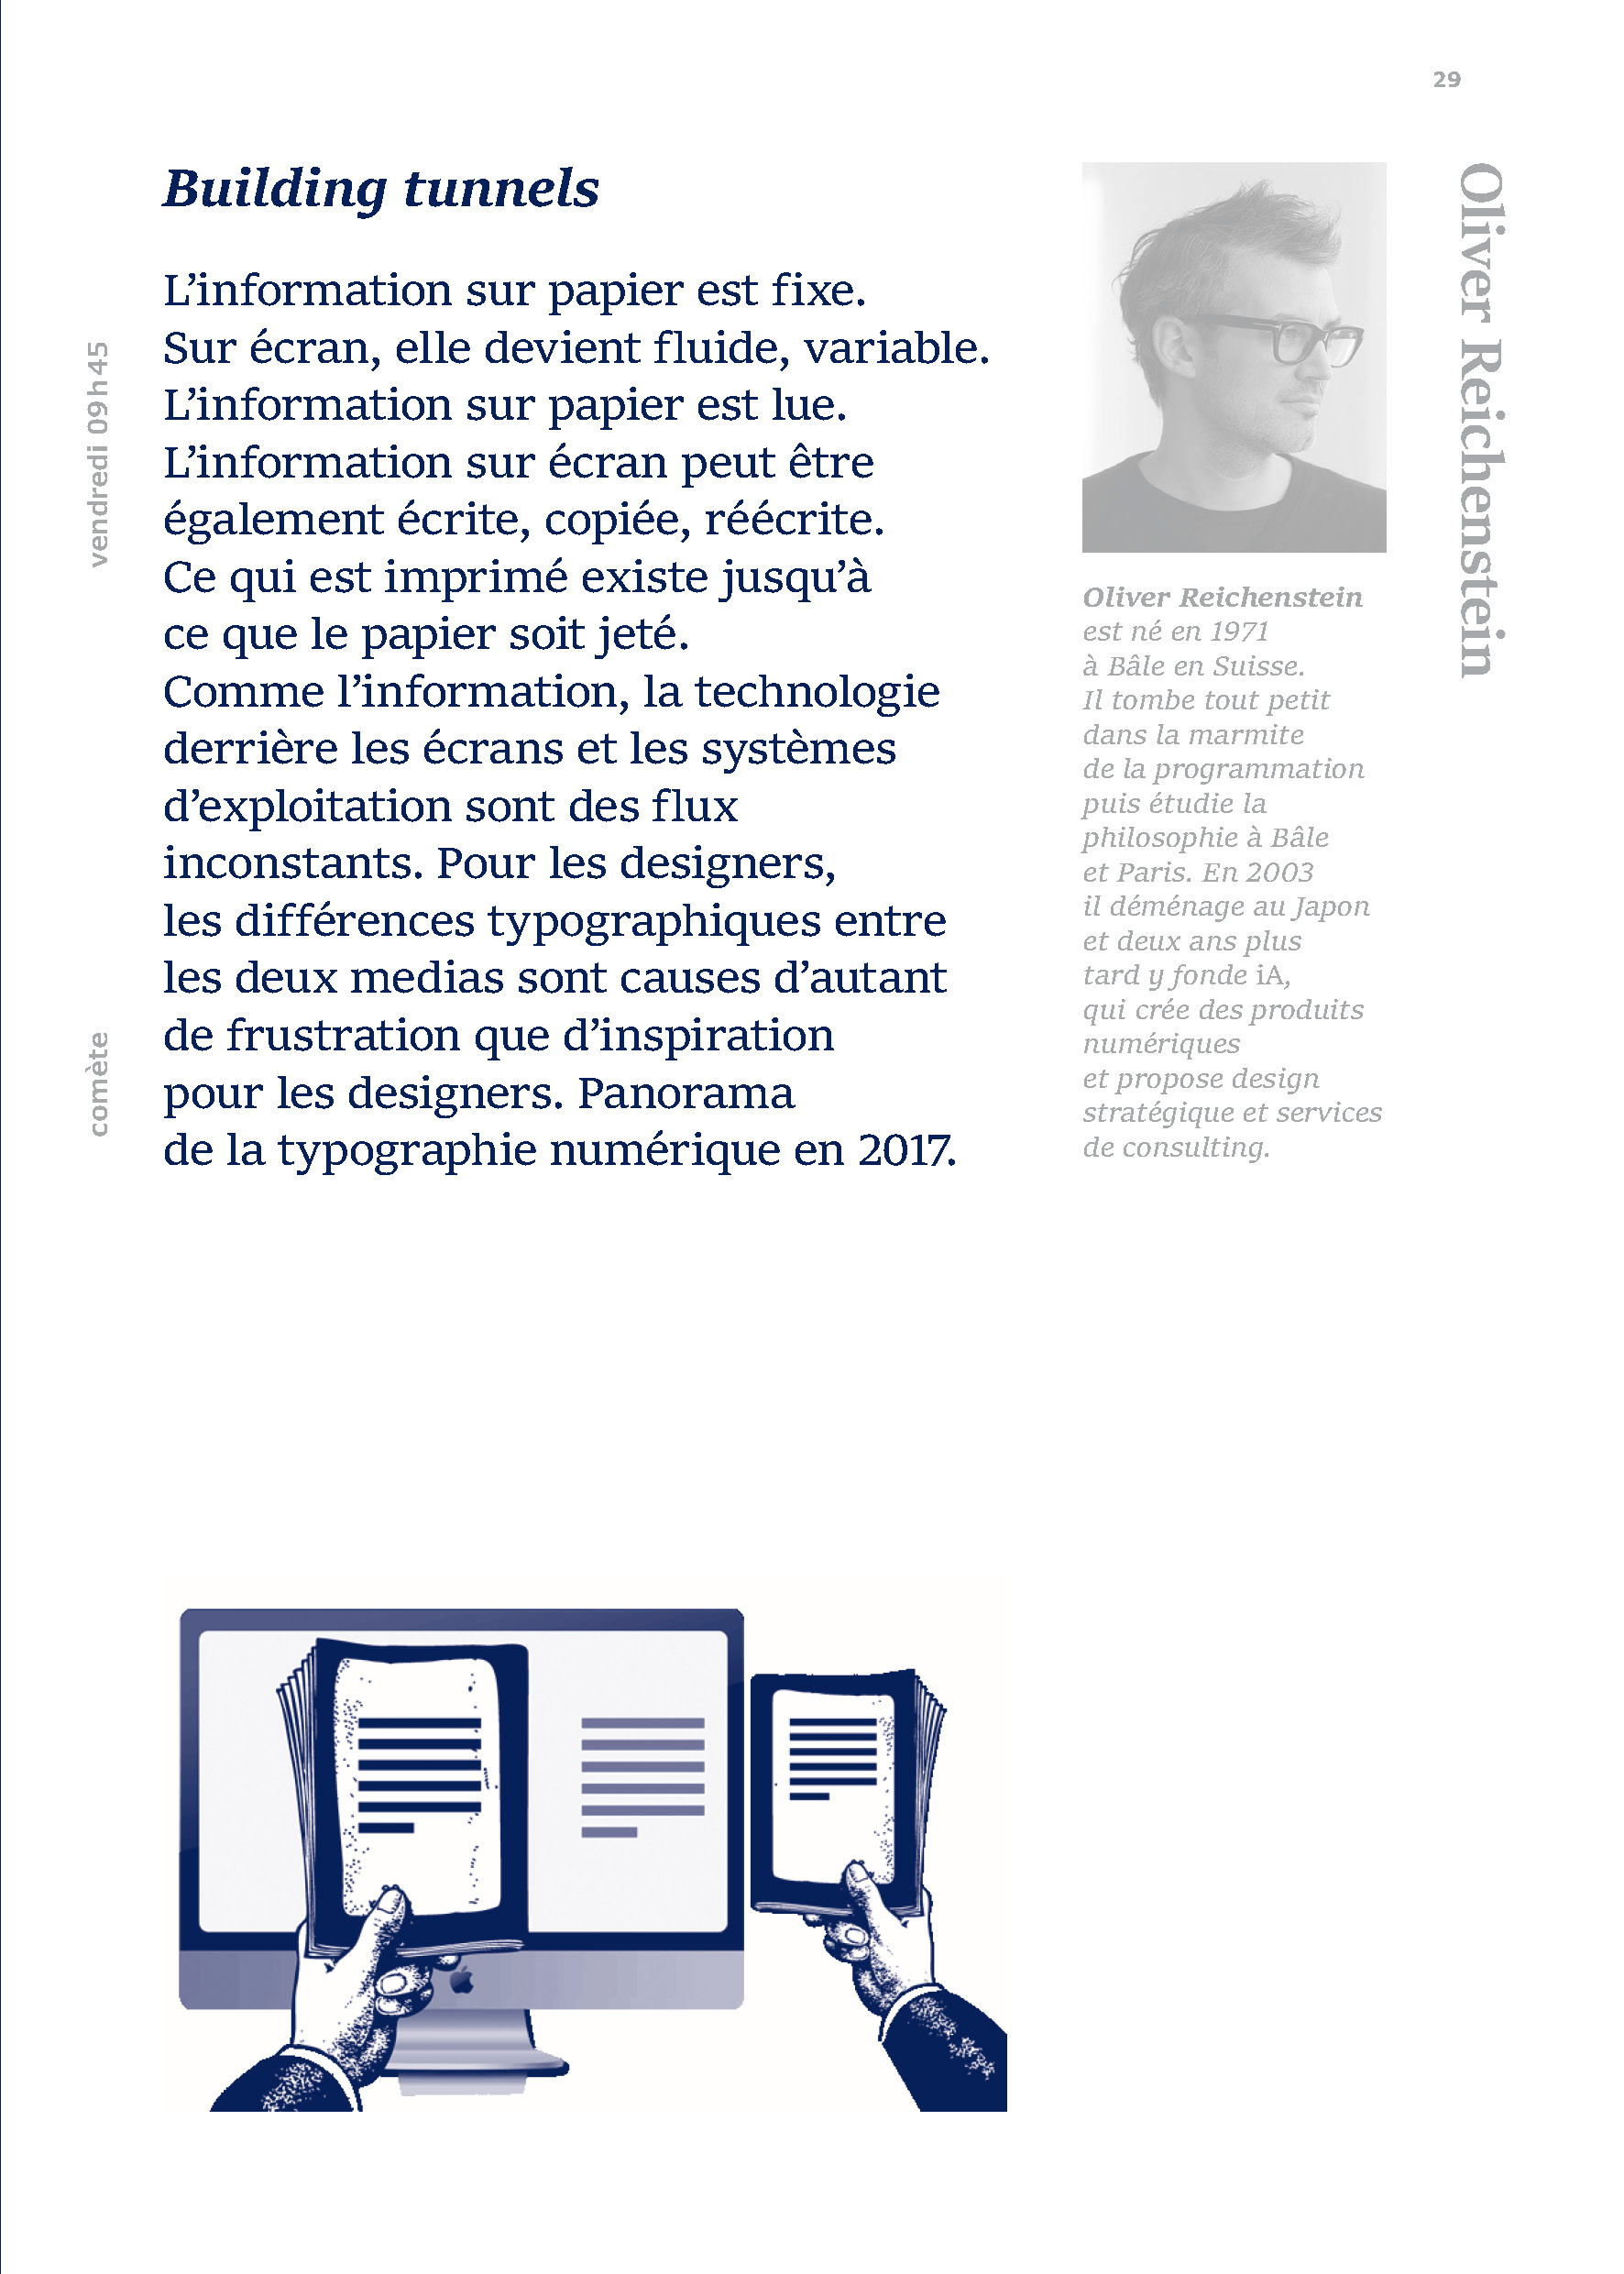 29
Building tunnels
L’information sur papier est fixe.
Sur écran, elle devient fluide, variable.
L’information sur papier est lue.
L’information sur écran peut être
également écrite, copiée, réécrite.
Ce qui est imprimé existe jusqu’à
ce que le papier soit jeté.
Comme l’information, la technologie
derrière les écrans et les systèmes
d’exploitation sont des flux
inconstants. Pour les designers,
les différences typographiques entre
les deux medias sont causes d’autant
de frustration que d’inspiration
pour les designers. Panorama
de la typographie numérique en 2017.
vendredi 09 h 45
comète
Oliver Reichenstein
Oliver Reichenstein
est né en 1971
à Bâle en Suisse.
Il tombe tout petit
dans la marmite
de la programmation
puis étudie la
philosophie à Bâle
et Paris. En 2003
il déménage au Japon
et deux ans plus
tard y fonde iA,
qui crée des produits
numériques
et propose design
stratégique et services
de consulting.